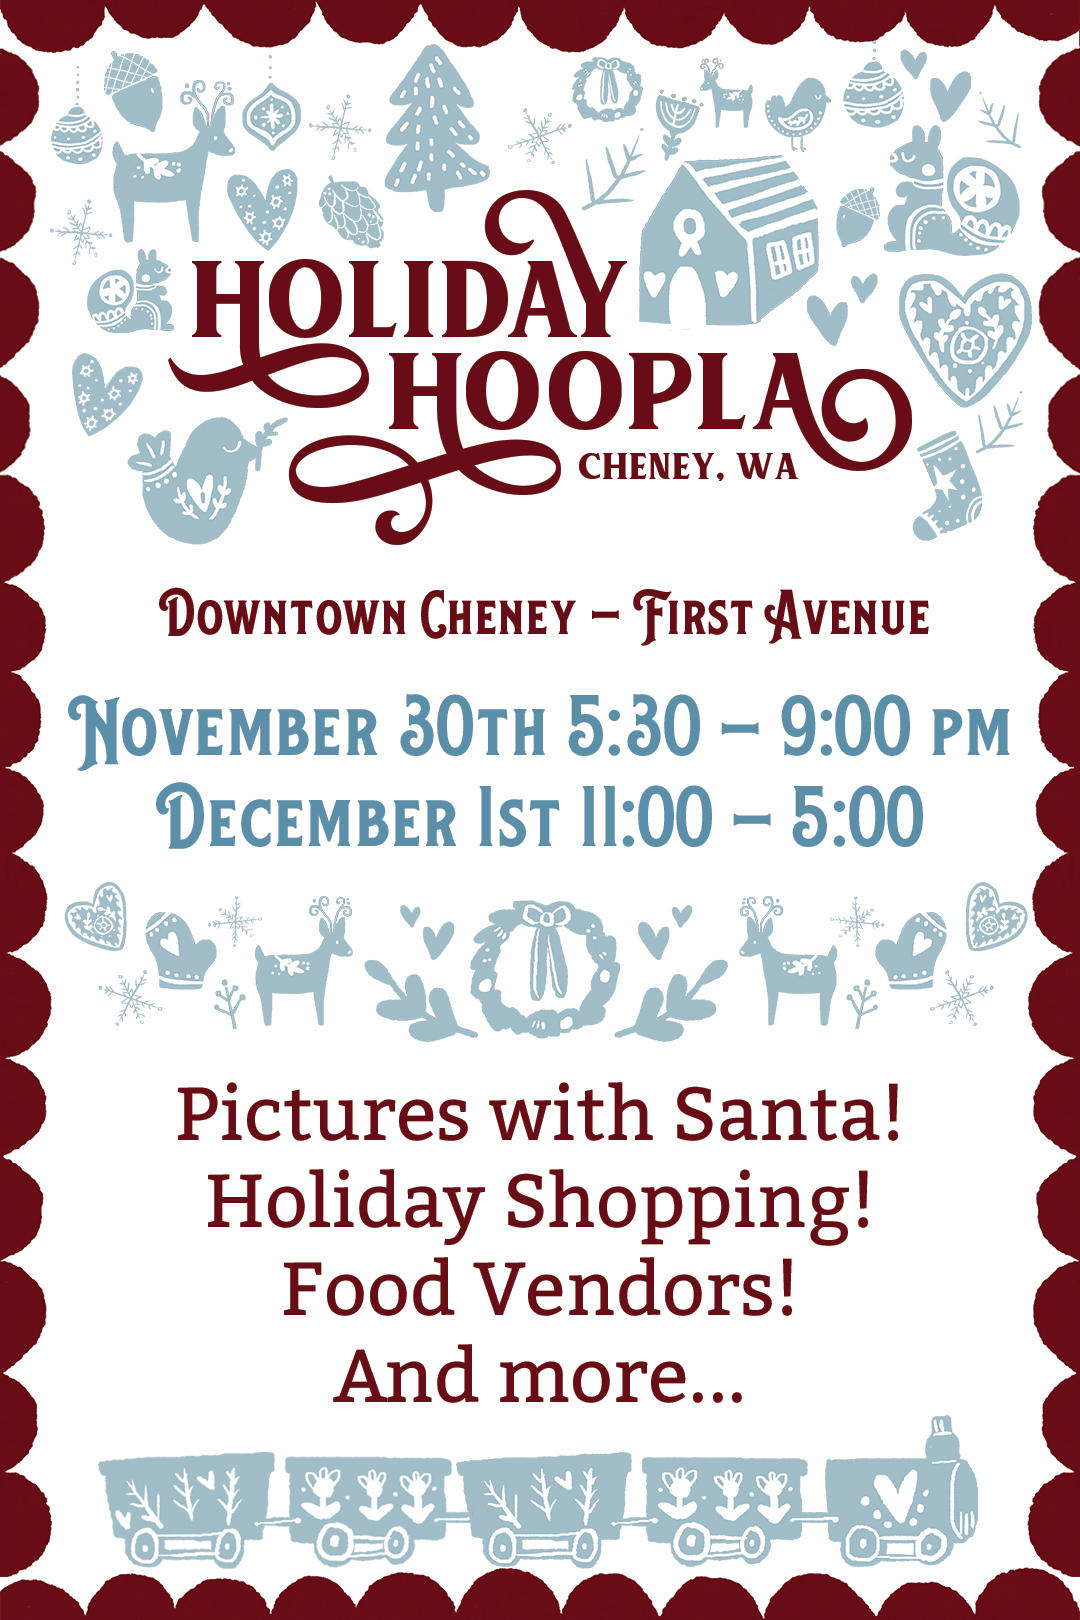 Holiday
Hoopla
Cheney, WA
Downtown Cheney – First Avenue
November 30th 5:30 – 9:00 pm
December 1st 11:00 – 5:00
Pictures with Santa!
Holiday Shopping!
Food Vendors!
And more...